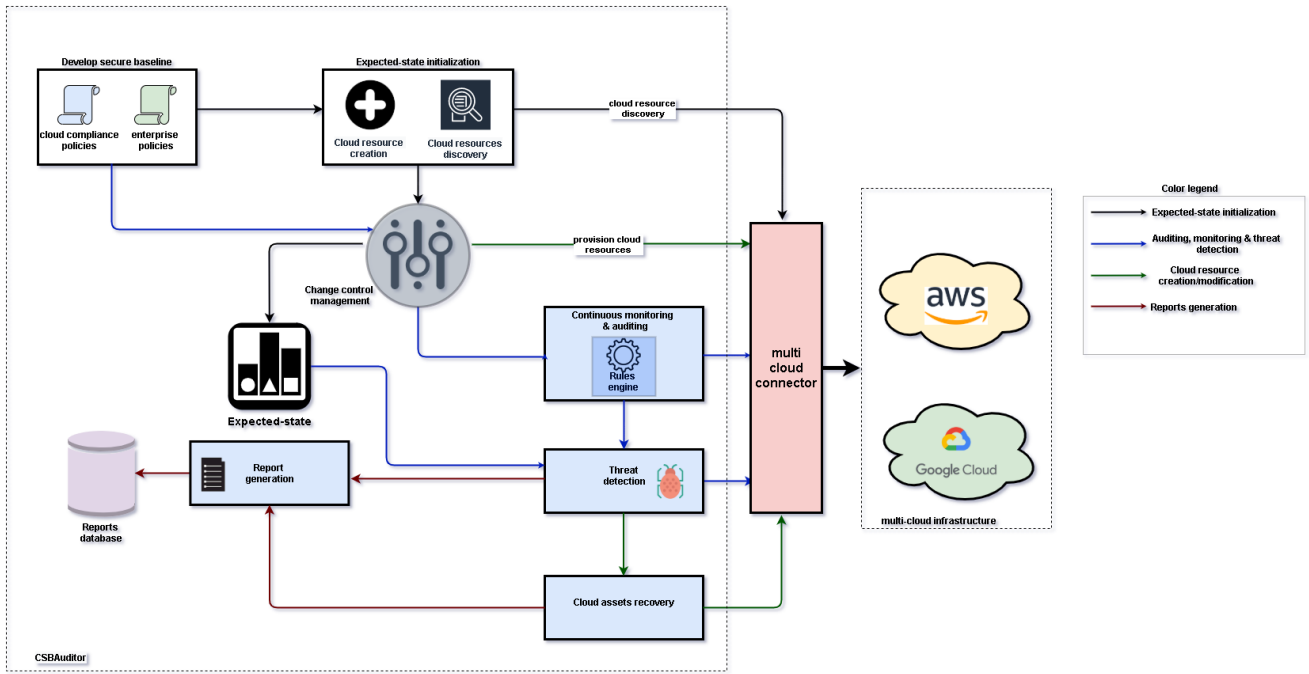 Develop secure baseline
cloud compliance
policies
enterprise
policies
Expected-state initialization
Cloud resource
creation
Cloud resources
discovery
cloud resource
discovery
provision cloud
resources
Change control
management
Continuous monitoring
& auditing
Rules
engine
multi
cloud
connector
Expected-state
Report
generation
Threat
detection
Reports
database
Cloud assets recovery
CSBAuditor
aws
Google Cloud
multi-cloud infrastructure
Color legend
Expected-state initialization
Auditing, monitoring & threat
detection
Cloud resource
creation/modification
Reports generation